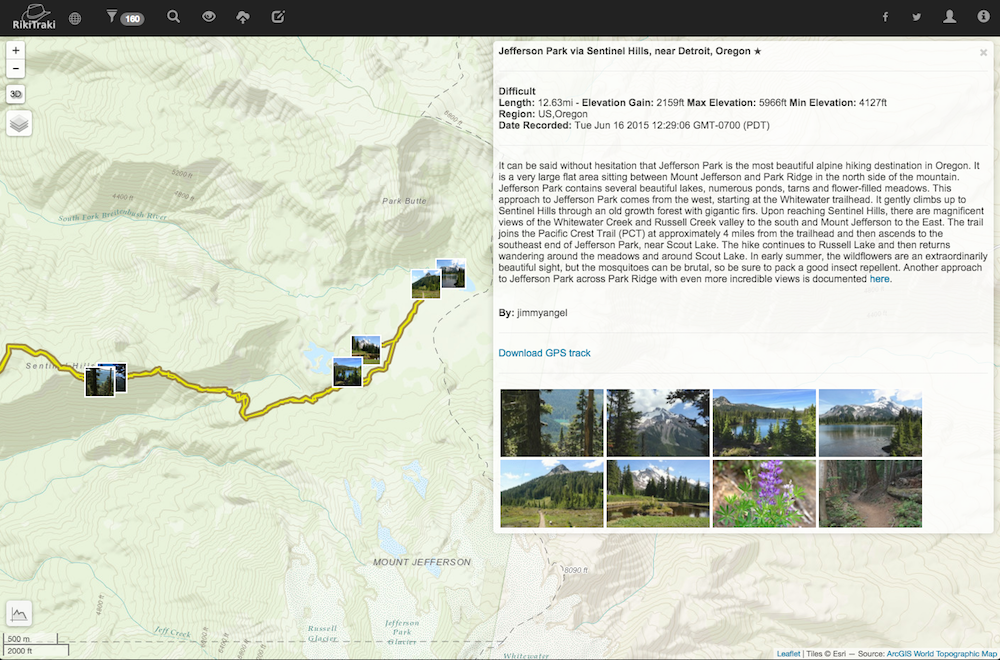 RikiTraki
160
+
−
3D
Jefferson Park via Sentinel Hills, near Detroit, Oregon ★
×
Difficult
Length: 12.63mi - Elevation Gain: 2159ft Max Elevation: 5966ft Min Elevation: 4127ft
Region: US,Oregon
Date Recorded: Tue Jun 16 2015 12:29:06 GMT-0700 (PDT)
It can be said without hesitation that Jefferson Park is the most beautiful alpine hiking destination in Oregon. It
is a very large flat area sitting between Mount Jefferson and Park Ridge in the north side of the mountain.
Jefferson Park contains several beautiful lakes, numerous ponds, tarns and flower-filled meadows. This
approach to Jefferson Park comes from the west, starting at the Whitewater trailhead. It gently climbs up to
Sentinel Hills through an old growth forest with gigantic firs. Upon reaching Sentinel Hills, there are magnificent
views of the Whitewater Creek and Russell Creek valley to the south and Mount Jefferson to the East. The trail
joins the Pacific Crest Trail (PCT) at approximately 4 miles from the trailhead and then ascends to the
southeast end of Jefferson Park, near Scout Lake. The hike continues to Russell Lake and then returns
wandering around the meadows and around Scout Lake. In early summer, the wildflowers are an extraordinarily
beautiful sight, but the mosquitoes can be brutal, so be sure to pack a good insect repellent. Another approach
to Jefferson Park across Park Ridge with even more incredible views is documented here.
By: jimmyangel
Download GPS track
5600 ft
5200 ft
4400 ft
Park Butte
South Fork Breitenbush River
MOUNT JEFFERSON
8090 ft
4800 ft
Jeff Creek
Russell
Glacier
Jefferson
Park
Glacier
Whitewater
500 m
2000 ft
Leaflet | Tiles © Esri — Source: ArcGIS World Topographic Map